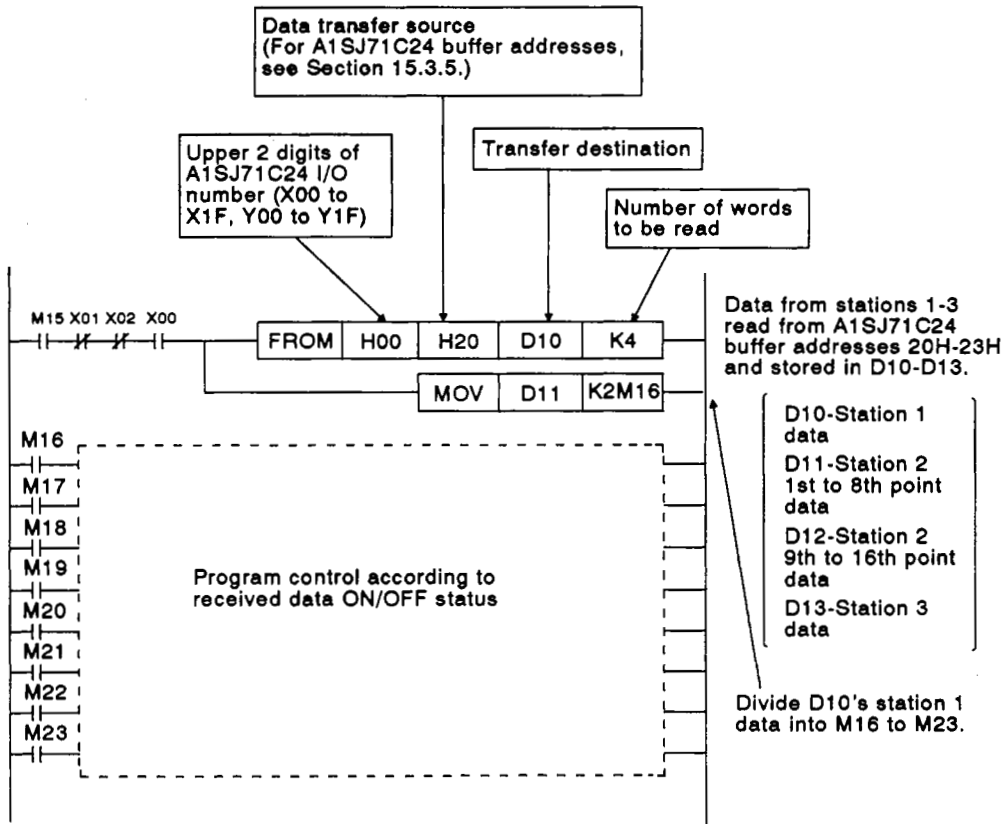 Data transfer source
(For A1SJ71C24 buffer addresses,
see Section 15.3.5.)
Upper 2 digits of
A1SJ71C24 I/O
number (X00 to
X1F, Y00 to Y1F)
Transfer destination
Number of words
to be read
M15 X01 X02 X00
FROM H00 H20 D10 K4
MOV D11 K2M16
Data from stations 1-3
read from A1SJ71C24
buffer addresses 20H-23H
and stored in D10-D13.
D10-Station 1
data
D11-Station 2
1st to 8th point
data
D12-Station 2
9th to 16th point
data
D13-Station 3
data
Divide D10's station 1
data into M16 to M23.
M16
M17
M18
M19
M20
M21
M22
M23
Program control according to
received data ON/OFF status